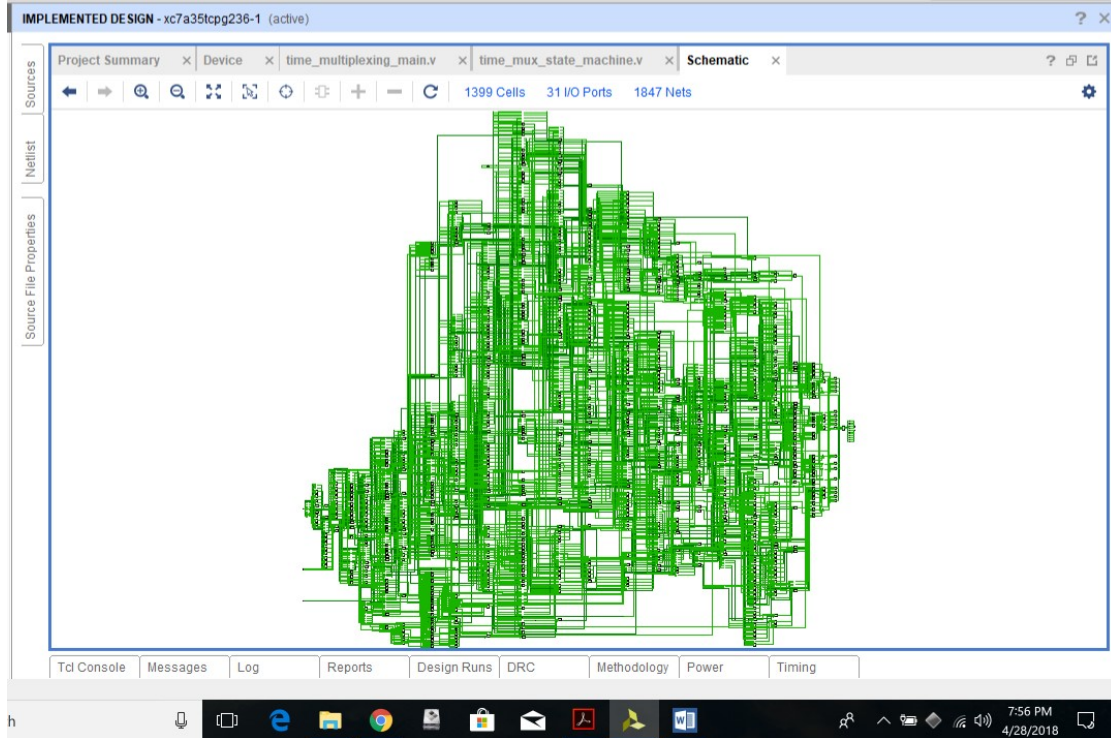 IMPLEMENTED DESIGN - xc7a35tcpg236-1 (active) ? ×
Sources
Netlist
Source File Properties
Project Summary × Device × time_multiplexing_main.v × time_mux_state_machine.v × Schematic × ?
1399 Cells 31 I/O Ports 1847 Nets
Tcl Console Messages Log Reports Design Runs DRC Methodology Power Timing
h
7:56 PM
4/28/2018